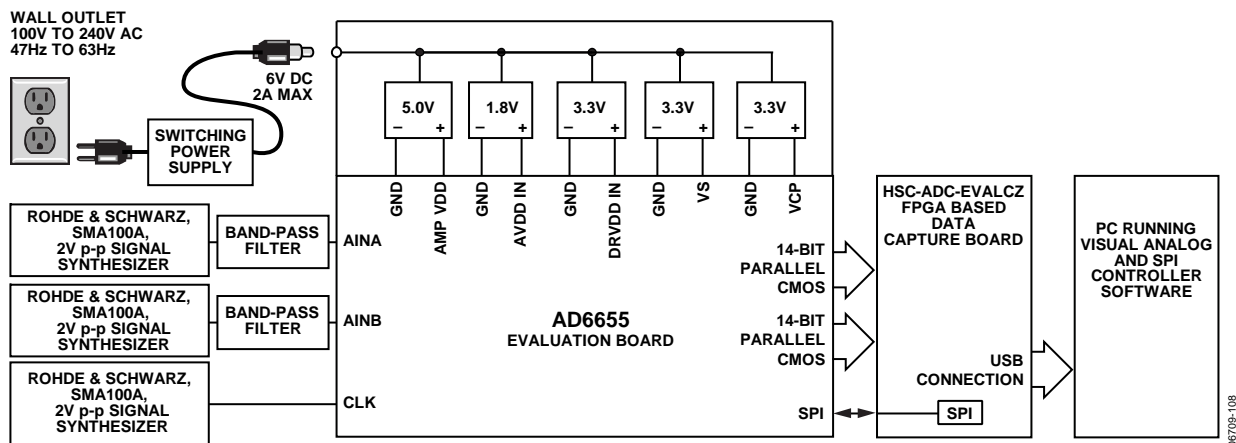 WALL OUTLET
100V TO 240V AC
47Hz TO 63Hz
6V DC
2A MAX
SWITCHING
POWER
SUPPLY
5.0V
– +
1.8V
– +
3.3V
– +
3.3V
– +
3.3V
– +
GND
AMP VDD
GND
AVDD IN
GND
DRVDD IN
GND
VS
GND
VCP
ROHDE & SCHWARZ,
SMA100A,
2V p-p SIGNAL
SYNTHESIZER
BAND-PASS
FILTER
AINA
ROHDE & SCHWARZ,
SMA100A,
2V p-p SIGNAL
SYNTHESIZER
BAND-PASS
FILTER
AINB
ROHDE & SCHWARZ,
SMA100A,
2V p-p SIGNAL
SYNTHESIZER
CLK
AD6655
EVALUATION BOARD
14-BIT
PARALLEL
CMOS
14-BIT
PARALLEL
CMOS
SPI
HSC-ADC-EVALCZ
FPGA BASED
DATA
CAPTURE BOARD
USB
CONNECTION
SPI
PC RUNNING
VISUAL ANALOG
AND SPI
CONTROLLER
SOFTWARE